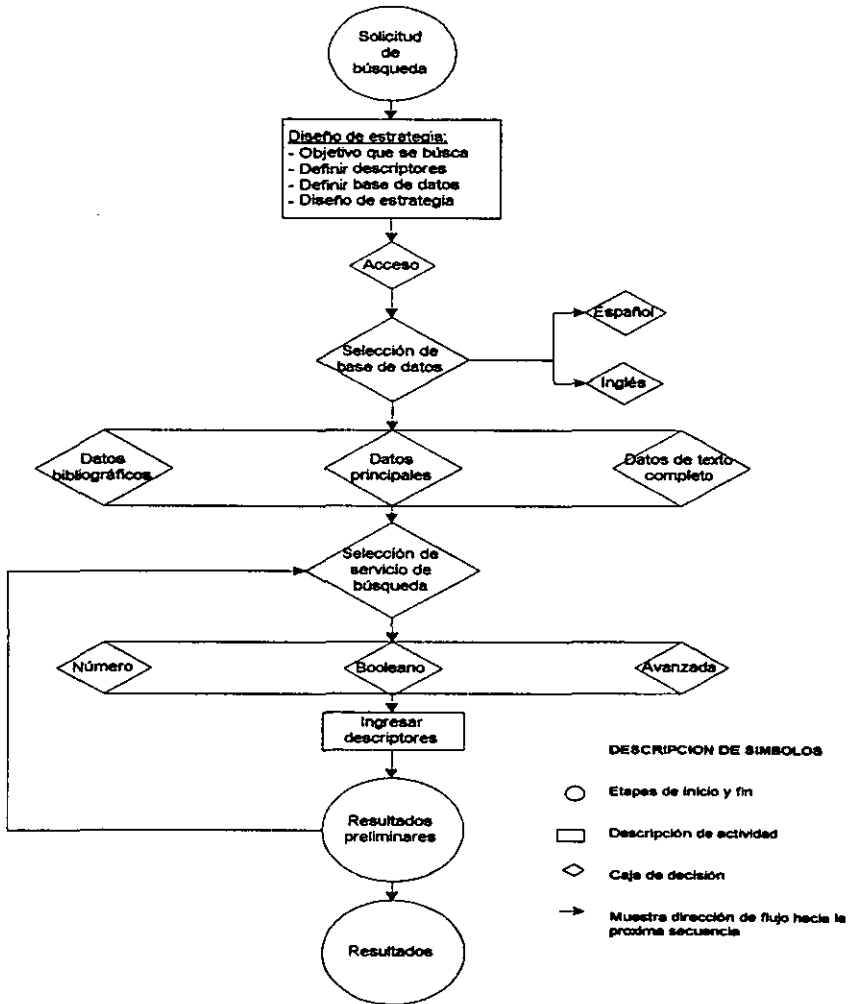 Solicitud
de
búsqueda
Diseño de estrategia:
- Objetivo que se búsca
- Definir descriptores
- Definir base de datos
- Diseño de estrategia
Acceso
Selección de
base de datos
Español
Inglés
Datos
bibliográficos
Datos
principales
Datos de texto
completo
Selección de
servicio de
búsqueda
Número
Booleano
Avanzada
Ingresar
descriptores
Resultados
preliminares
Resultados
DESCRIPCION DE SIMBOLOS
Etapas de inicio y fin
Descripción de actividad
Caja de decisión
Muestra dirección de flujo hacia la
proxima secuencia